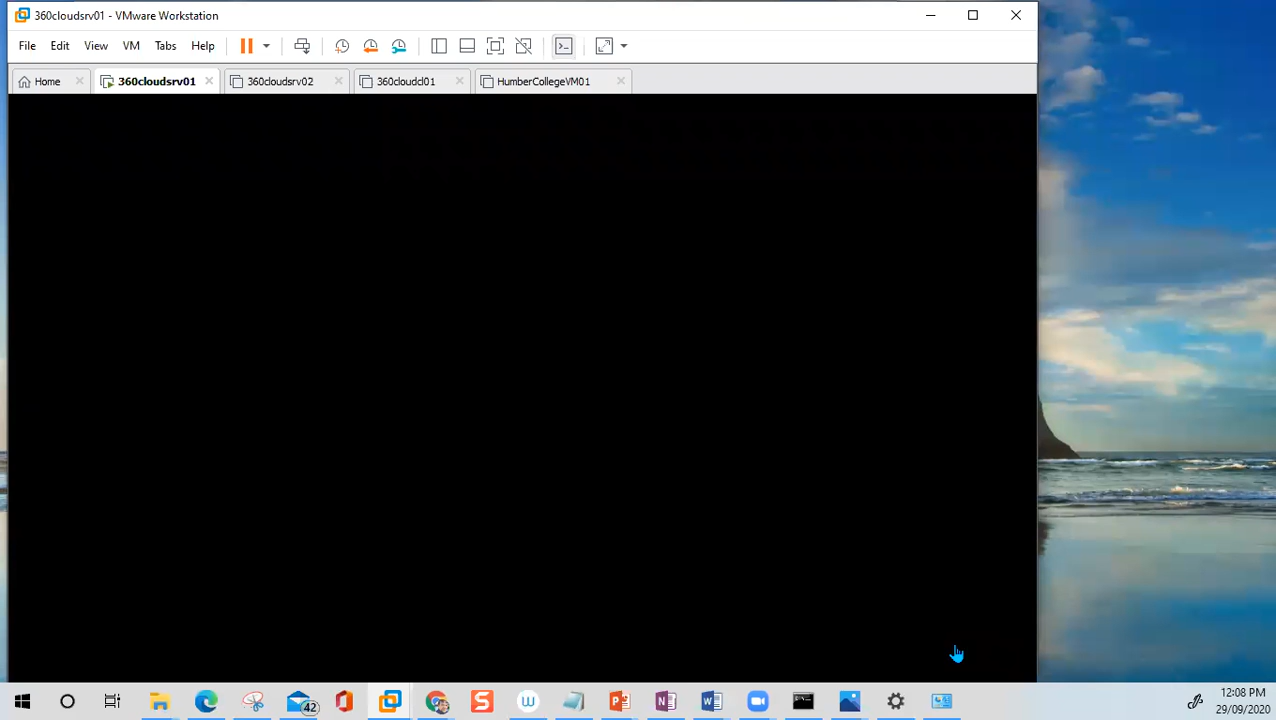 360cloudsrv01 - VMware Workstation
File Edit View VM Tabs Help
Home 360cloudsrv01 360cloudsrv02 360cloudcl01 HumberCollegeVM01
42
12:08 PM
29/09/2020